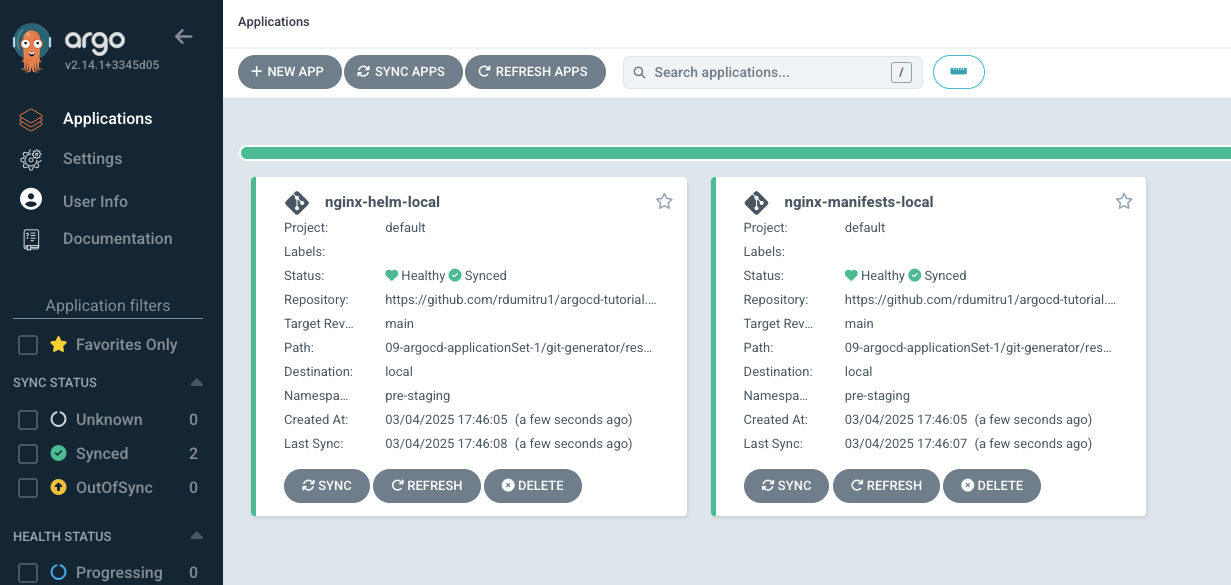 argo
v2.14.1+3345d05
Applications
Settings
User Info
Documentation
Application filters
Favorites Only
SYNC STATUS
Unknown 0
Synced 2
OutOfSync 0
HEALTH STATUS
Progressing 0
Applications
NEW APP SYNC APPS REFRESH APPS Search applications... /
nginx-helm-local
Project: default
Labels:
Status: Healthy Synced
Repository: https://github.com/rdumitru1/argocd-tutorial....
Target Rev... main
Path: 09-argocd-applicationSet-1/git-generator/res...
Destination: local
Namespa... pre-staging
Created At: 03/04/2025 17:46:05 (a few seconds ago)
Last Sync: 03/04/2025 17:46:08 (a few seconds ago)
SYNC REFRESH DELETE
nginx-manifests-local
Project: default
Labels:
Status: Healthy Synced
Repository: https://github.com/rdumitru1/argocd-tutorial....
Target Rev... main
Path: 09-argocd-applicationSet-1/git-generator/res...
Destination: local
Namespa... pre-staging
Created At: 03/04/2025 17:46:05 (a few seconds ago)
Last Sync: 03/04/2025 17:46:07 (a few seconds ago)
SYNC REFRESH DELETE